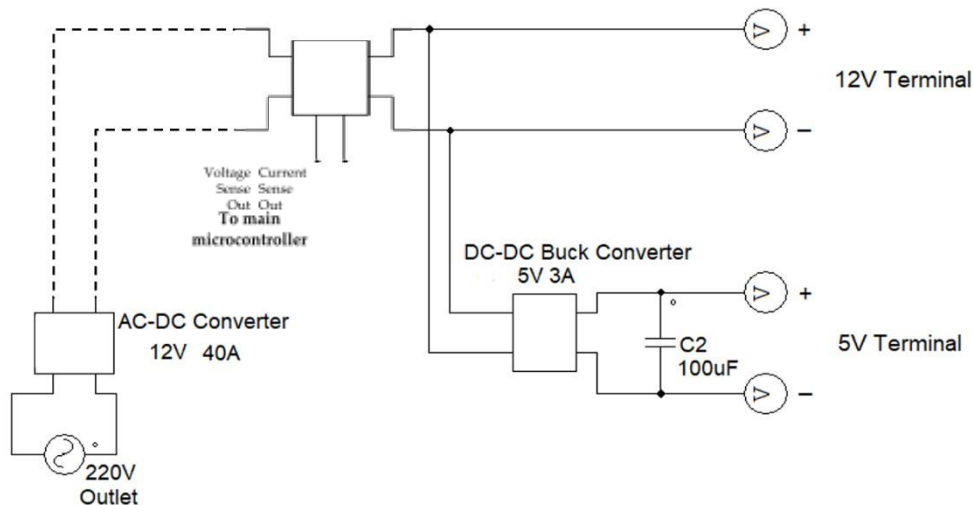 +
12V Terminal
−
Voltage Current
Sense Sense
Out Out
To main
microcontroller
DC-DC Buck Converter
5V 3A
AC-DC Converter
12V 40A
+
C2
100uF
5V Terminal
−
220V
Outlet